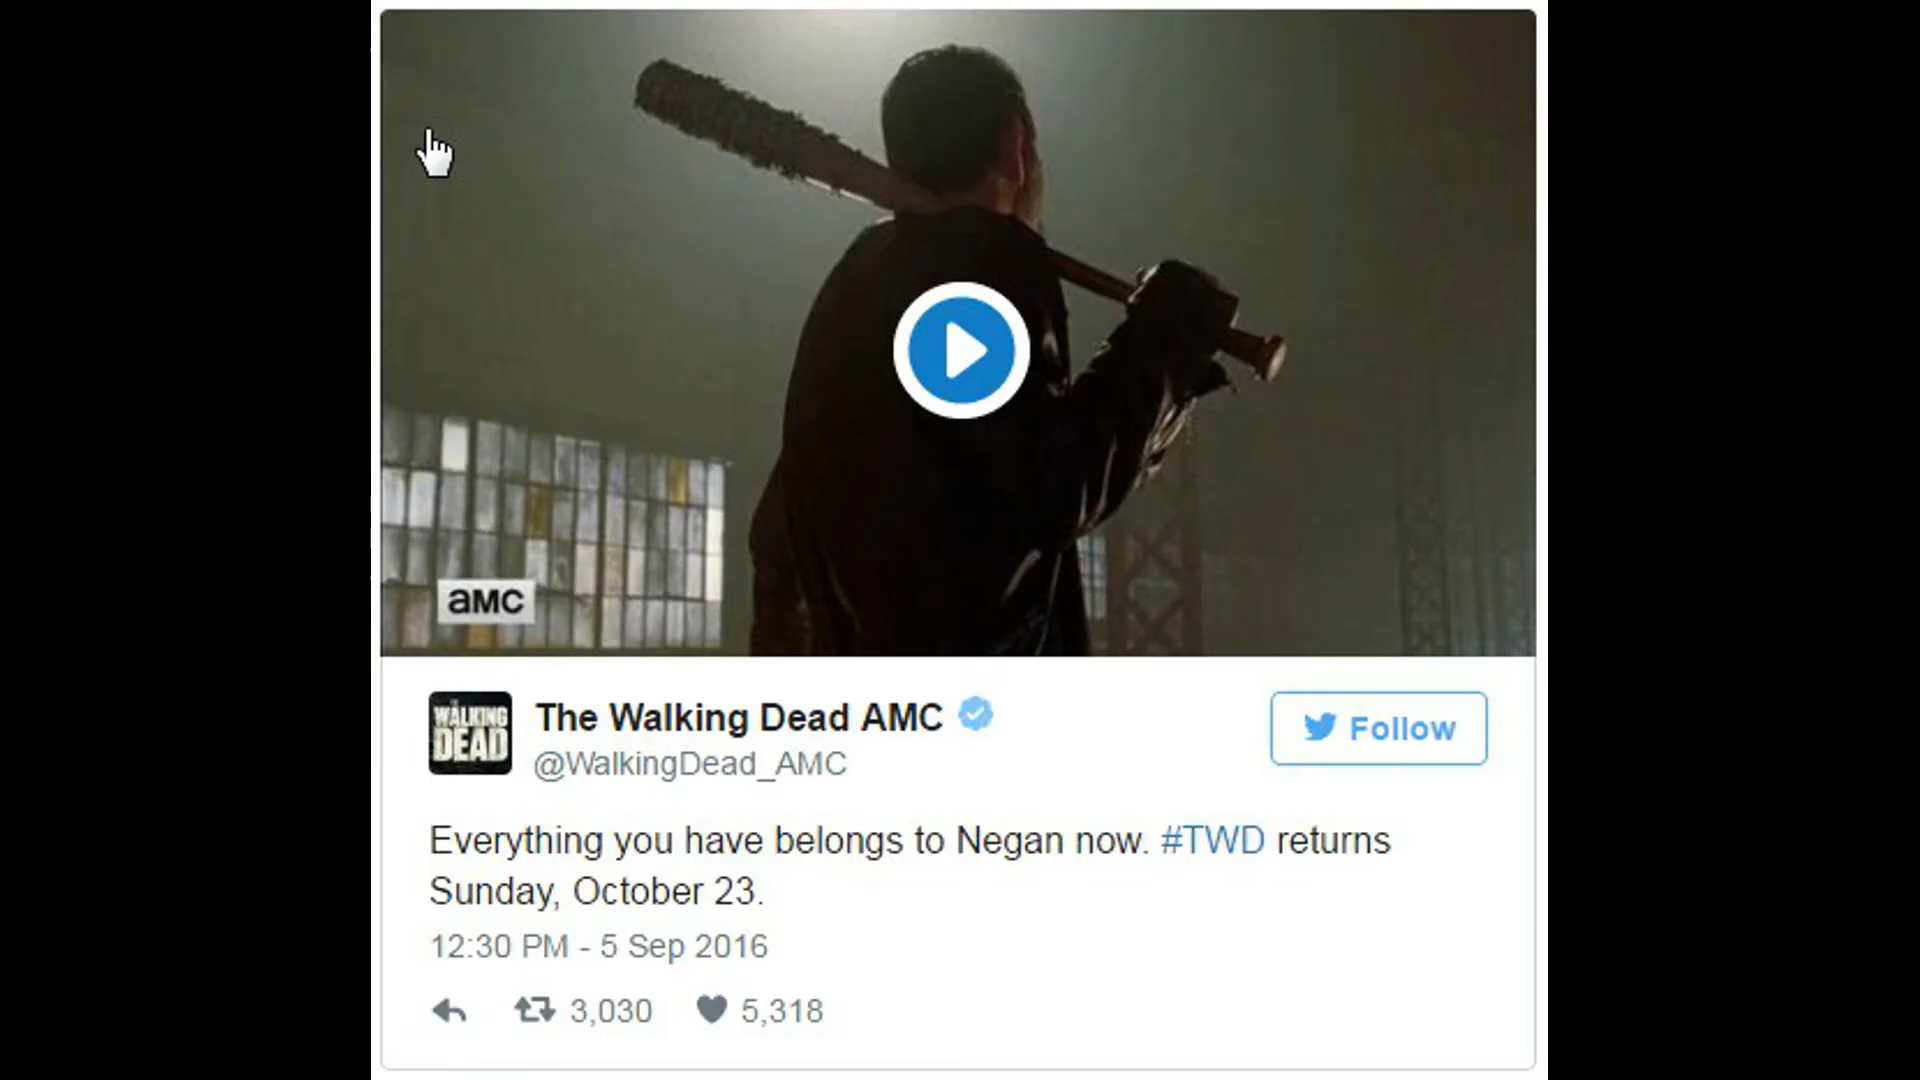 aMC
THE
WALKING
DEAD
The Walking Dead AMC
@WalkingDead_AMC
Follow
Everything you have belongs to Negan now. #TWD returns
Sunday, October 23.
12:30 PM - 5 Sep 2016
3,030 5,318